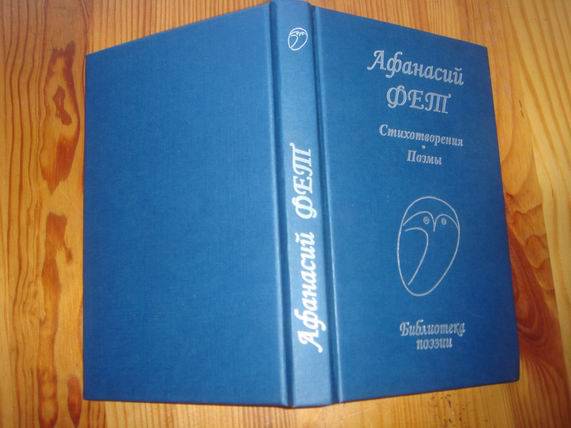 Афанасий
ФЕТ
Стихотворения
•
Поэмы
Библиотека
поэзии
Афанасий ФЕТ